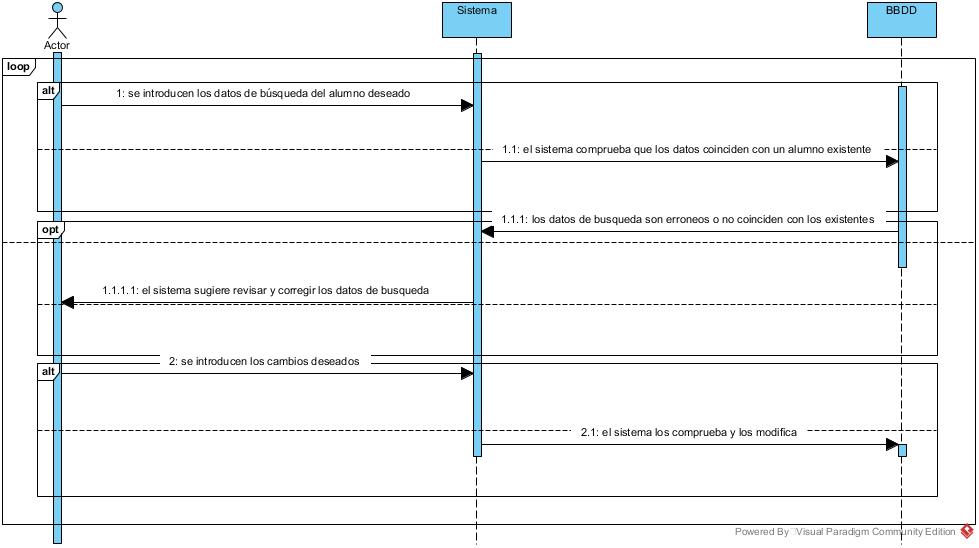 Sistema
BBDD
Actor
loop
alt
1: se introducen los datos de búsqueda del alumno deseado
1.1: el sistema comprueba que los datos coinciden con un alumno existente
1.1.1: los datos de busqueda son erroneos o no coinciden con los existentes
opt
1.1.1.1: el sistema sugiere revisar y corregir los datos de busqueda
2: se introducen los cambios deseados
alt
2.1: el sistema los comprueba y los modifica
Powered By Visual Paradigm Community Edition